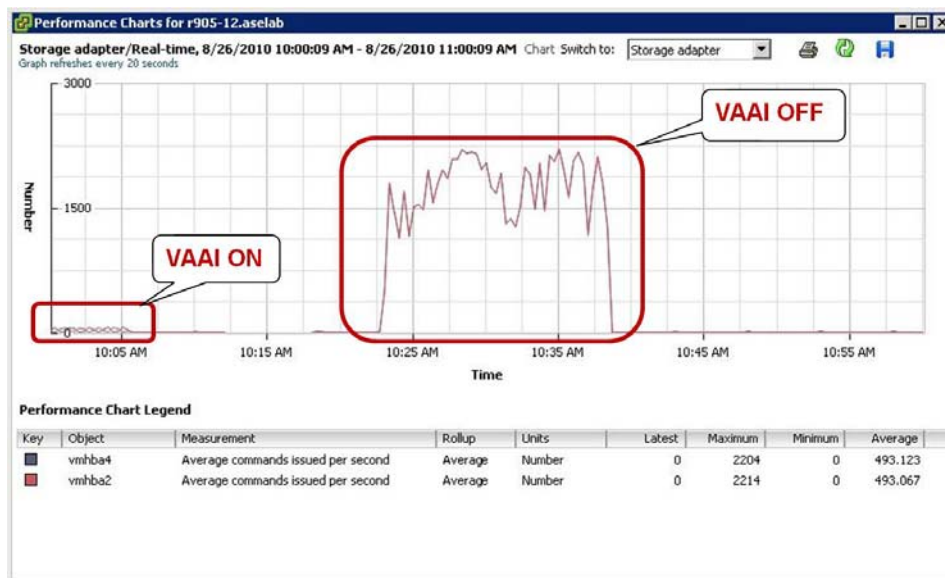 Performance Charts for r905-12.aselab
Storage adapter/Real-time, 8/26/2010 10:00:09 AM - 8/26/2010 11:00:09 AM Chart Switch to: Storage adapter
Graph refreshes every 20 seconds
3000
VAAI OFF
Number
1500
VAAI ON
0
10:05 AM 10:15 AM 10:25 AM 10:35 AM 10:45 AM 10:55 AM
Time
Performance Chart Legend
Key Object Measurement Rollup Units Latest Maximum Minimum Average
vmhba4 Average commands issued per second Average Number 0 2204 0 493.123
vmhba2 Average commands issued per second Average Number 0 2214 0 493.067